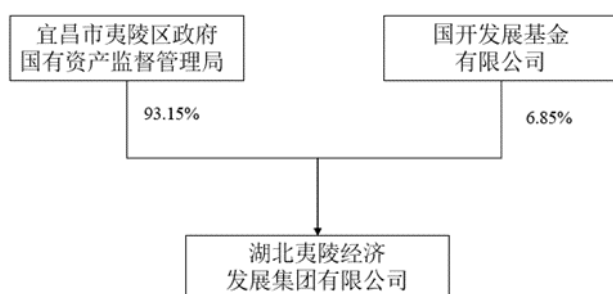 宜昌市夷陵区政府
国有资产监督管理局
国开发展基金
有限公司
93.15%
6.85%
湖北夷陵经济
发展集团有限公司